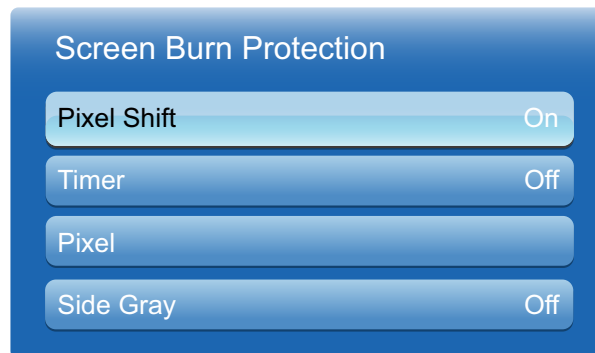 Screen Burn Protection
Pixel Shift On
Timer Off
Pixel
Side Gray Off